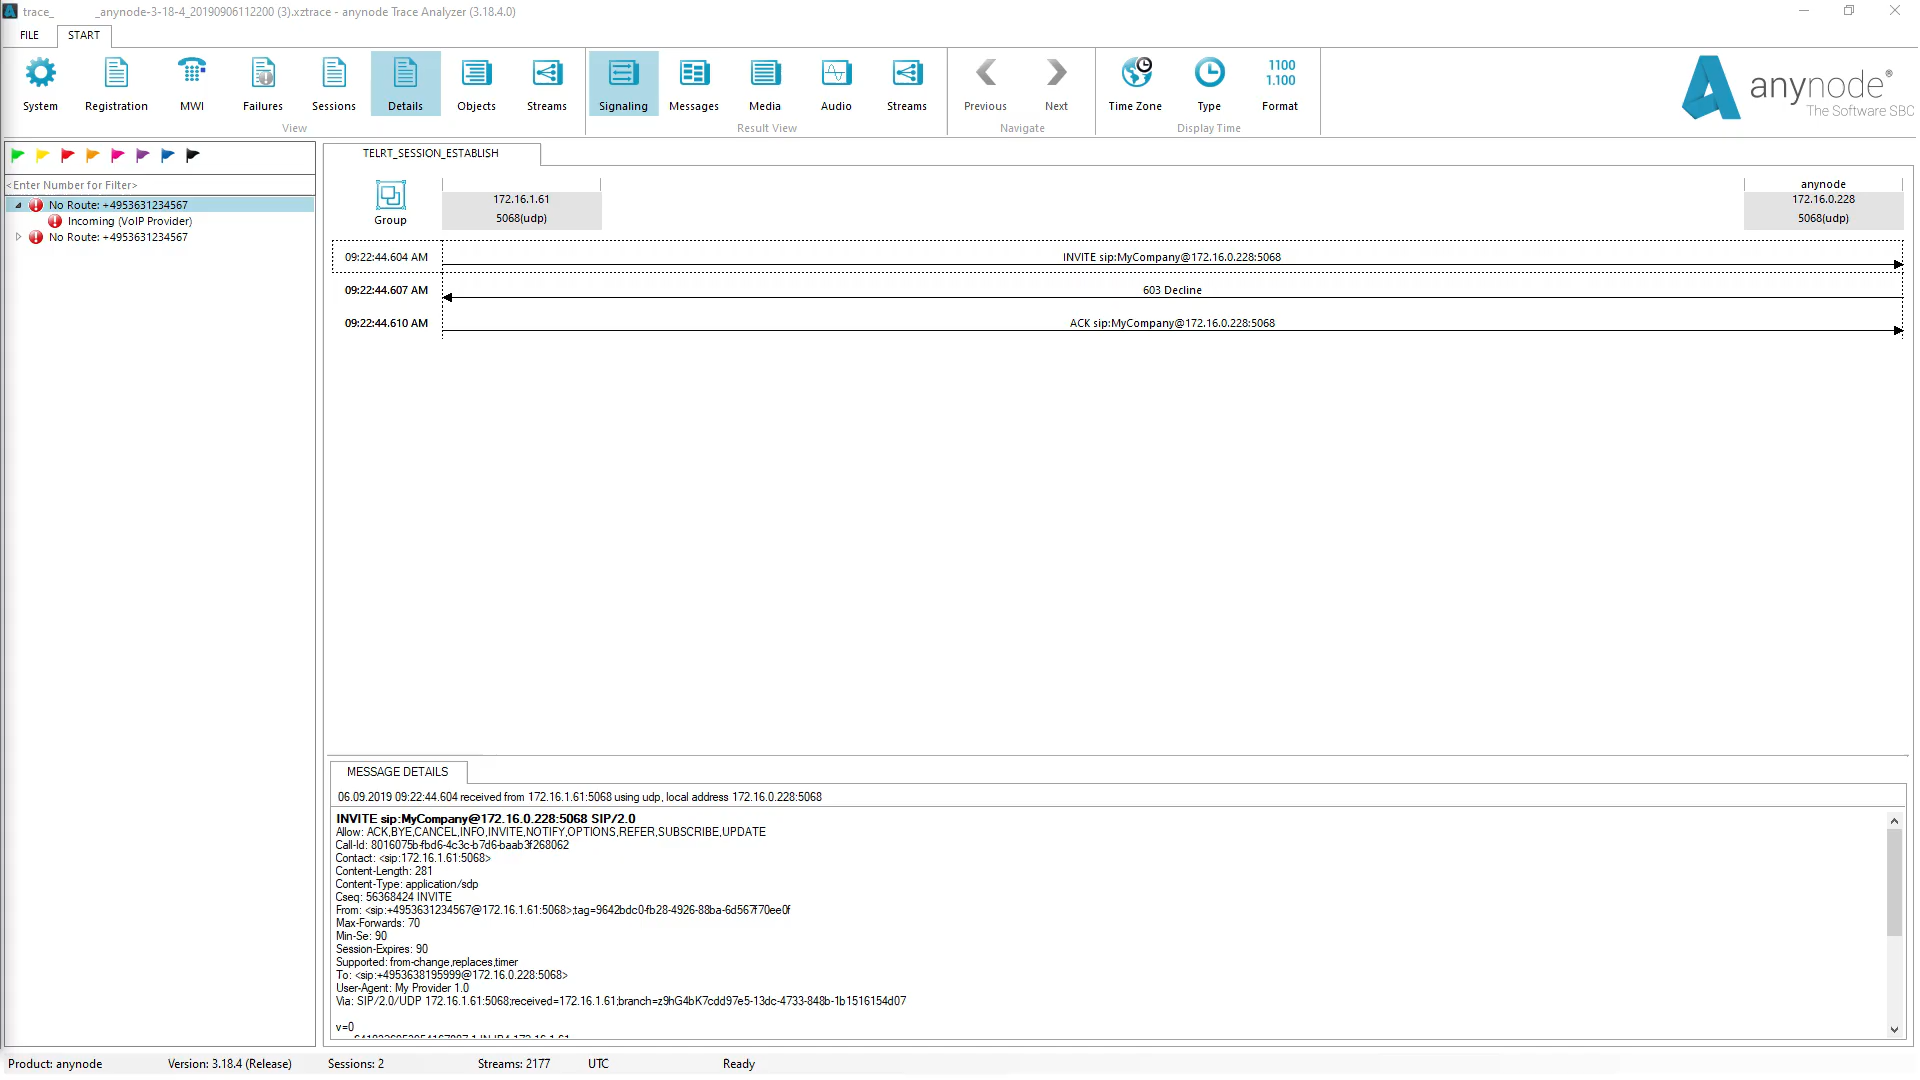 trace_ _anynode-3-18-4_20190906112200 (3).xztrace - anynode Trace Analyzer (3.18.4.0)
FILE START
System Registration MWI Failures Sessions Details Objects Streams Signaling Messages Media Audio Streams Previous Next Time Zone Type Format
1100
1.100
View Result View Navigate Display Time
anynode®
The Software SBC
<Enter Number for Filter>
No Route: +4953631234567
Incoming (VoIP Provider)
No Route: +4953631234567
TELRT_SESSION_ESTABLISH
Group
172.16.1.61
5068(udp)
anynode
172.16.0.228
5068(udp)
09:22:44.604 AM INVITE sip:MyCompany@172.16.0.228:5068
09:22:44.607 AM 603 Decline
09:22:44.610 AM ACK sip:MyCompany@172.16.0.228:5068
MESSAGE DETAILS
06.09.2019 09:22:44.604 received from 172.16.1.61:5068 using udp, local address 172.16.0.228:5068
INVITE sip:MyCompany@172.16.0.228:5068 SIP/2.0
Allow: ACK,BYE,CANCEL,INFO,INVITE,NOTIFY,OPTIONS,REFER,SUBSCRIBE,UPDATE
Call-Id: 8016075b-fbd6-4c3c-b7d6-baab3f268062
Contact: <sip:172.16.1.61:5068>
Content-Length: 281
Content-Type: application/sdp
Cseq: 56368424 INVITE
From: <sip:+4953631234567@172.16.1.61:5068>;tag=9642bdc0-fb28-4926-88ba-6d567f70ee0f
Max-Forwards: 70
Min-Se: 90
Session-Expires: 90
Supported: from-change,replaces,timer
To: <sip:+4953638195999@172.16.0.228:5068>
User-Agent: My Provider 1.0
Via: SIP/2.0/UDP 172.16.1.61:5068;received=172.16.1.61;branch=z9hG4bK7cdd97e5-13dc-4733-848b-1b1516154d07
v=0
Product: anynode Version: 3.18.4 (Release) Sessions: 2 Streams: 2177 UTC Ready